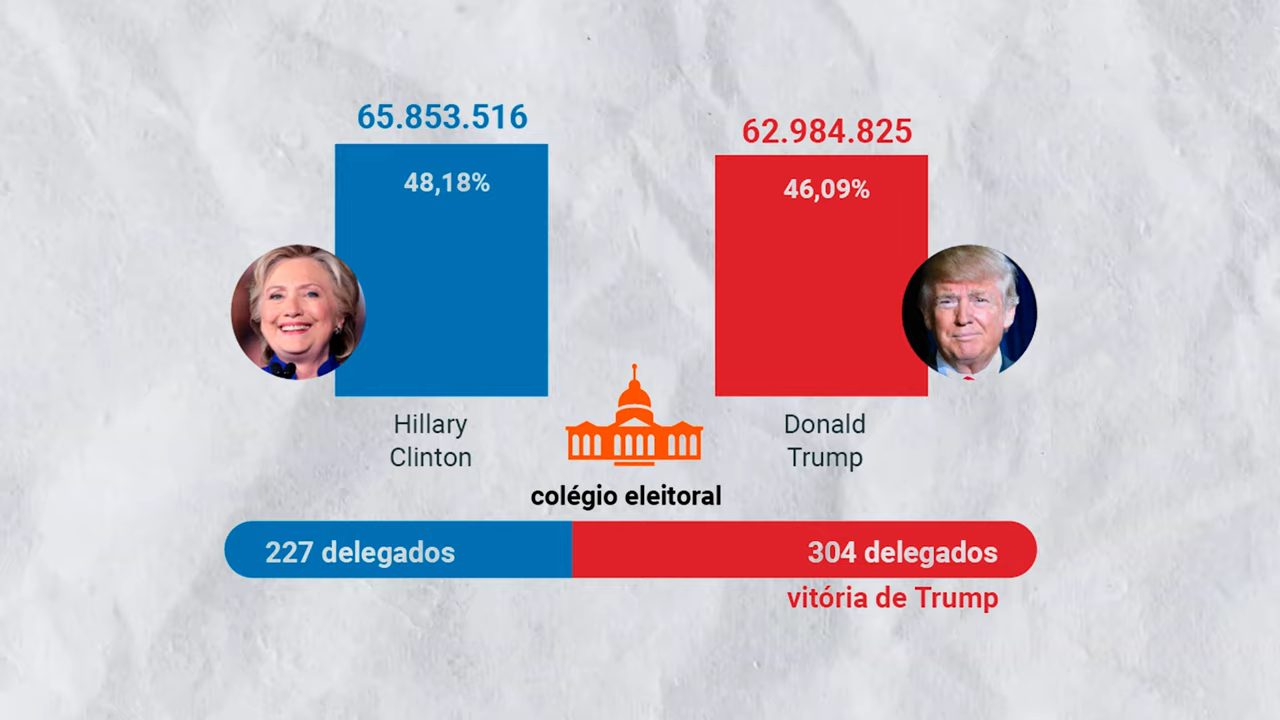 65.853.516
48,18%
Hillary
Clinton
62.984.825
46,09%
Donald
Trump
colégio eleitoral
227 delegados
304 delegados
vitória de Trump